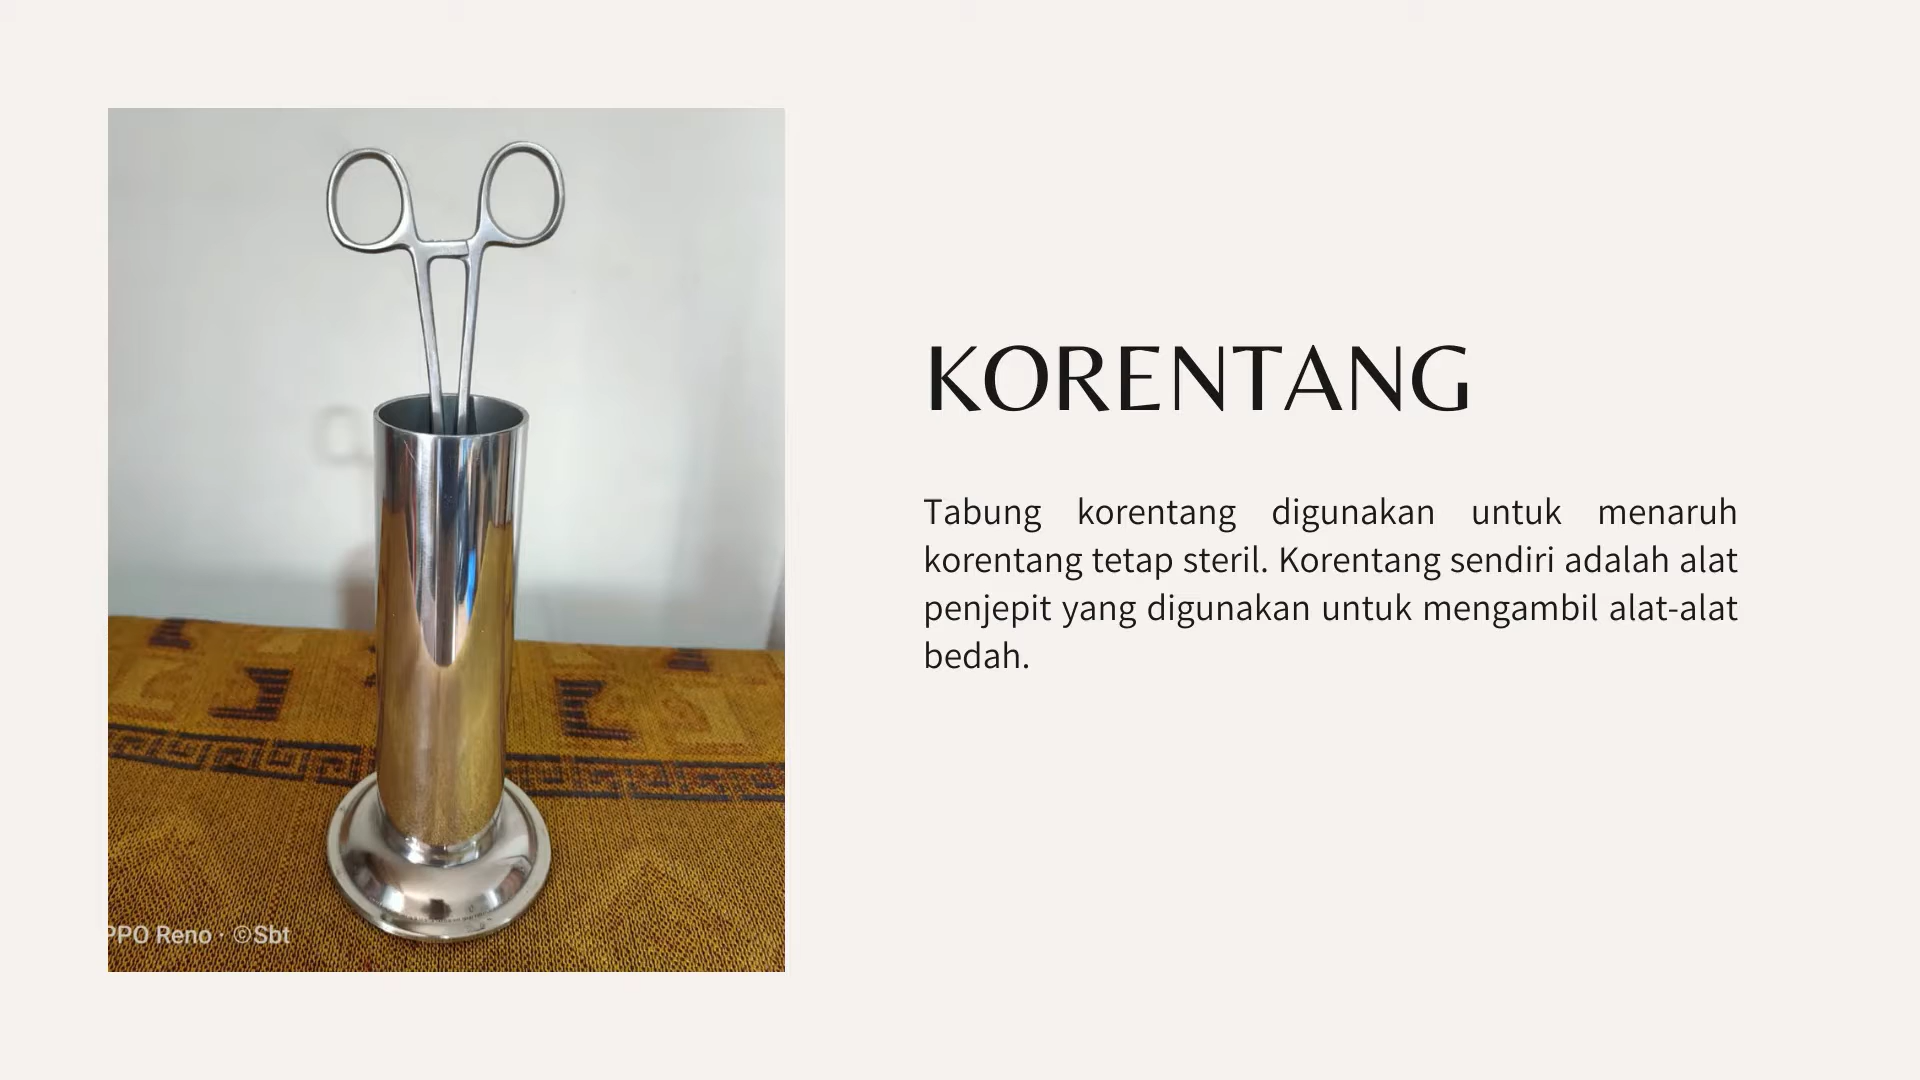 KORENTANG
Tabung korentang digunakan untuk menaruh
korentang tetap steril. Korentang sendiri adalah alat
penjepit yang digunakan untuk mengambil alat-alat
bedah.
PPO Reno · ©Sbt